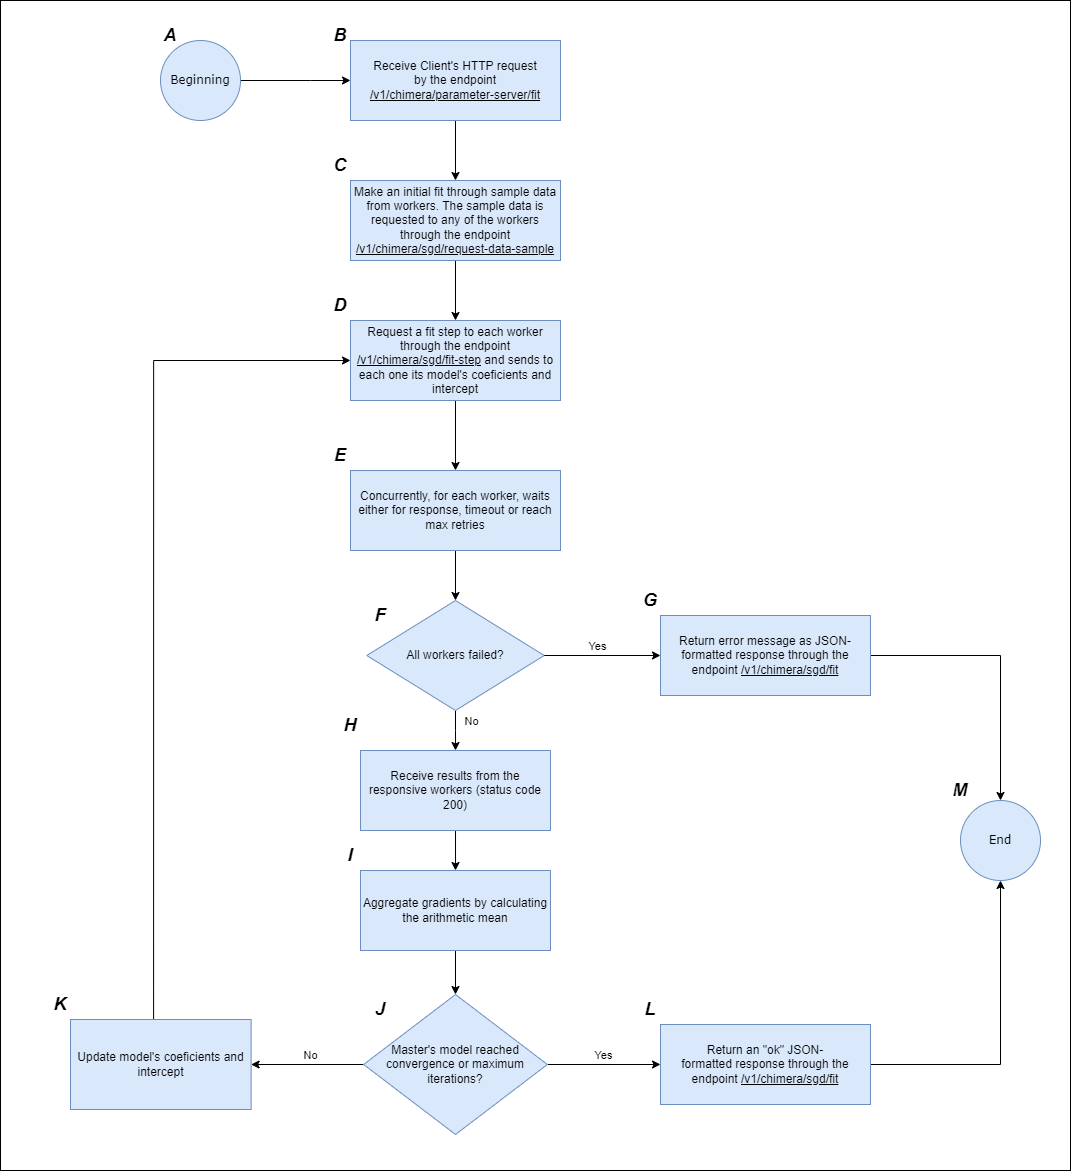 A
Beginning
B
Receive Client's HTTP request
by the endpoint
/v1/chimera/parameter-server/fit
C
Make an initial fit through sample data
from workers. The sample data is
requested to any of the workers
through the endpoint
/v1/chimera/sgd/request-data-sample
D
Request a fit step to each worker
through the endpoint
/v1/chimera/sgd/fit-step and sends to
each one its model's coeficients and
intercept
E
Concurrently, for each worker, waits
either for response, timeout or reach
max retries
F
All workers failed?
Yes
G
Return error message as JSON-
formatted response through the
endpoint /v1/chimera/sgd/fit
No
H
Receive results from the
responsive workers (status code
200)
M
End
I
Aggregate gradients by calculating
the arithmetic mean
J
Master's model reached
convergence or maximum
iterations?
No
K
Update model's coeficients and
intercept
Yes
L
Return an "ok" JSON-
formatted response through the
endpoint /v1/chimera/sgd/fit